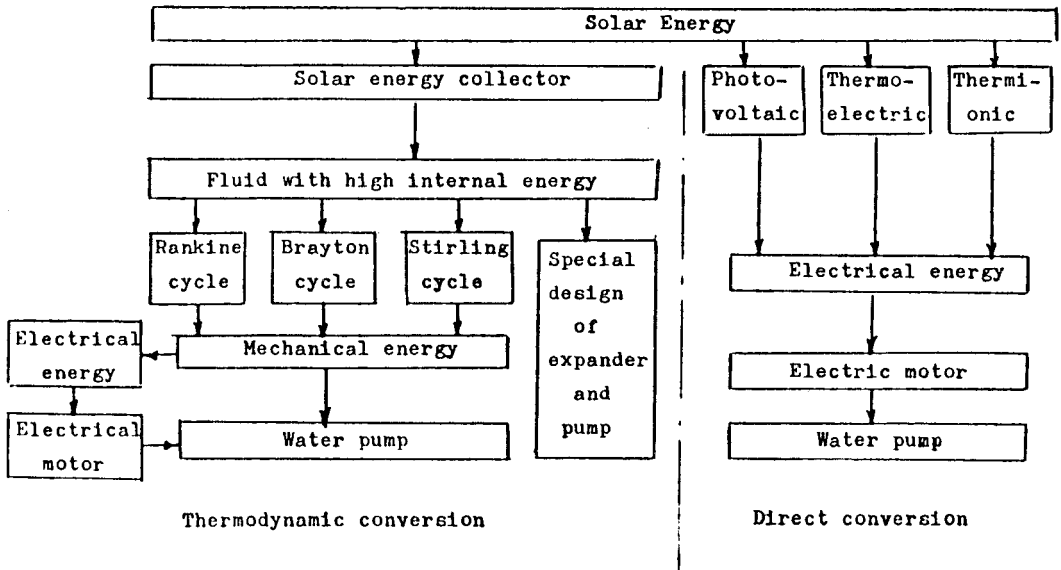 Solar Energy
Solar energy collector
Photo-
voltaic
Thermo-
electric
Thermi-
onic
Fluid with high internal energy
Rankine
cycle
Brayton
cycle
Stirling
cycle
Special
design
of
expander
and
pump
Electrical energy
Electrical
energy
Mechanical energy
Electric motor
Electrical
motor
Water pump
Water pump
Thermodynamic conversion
Direct conversion